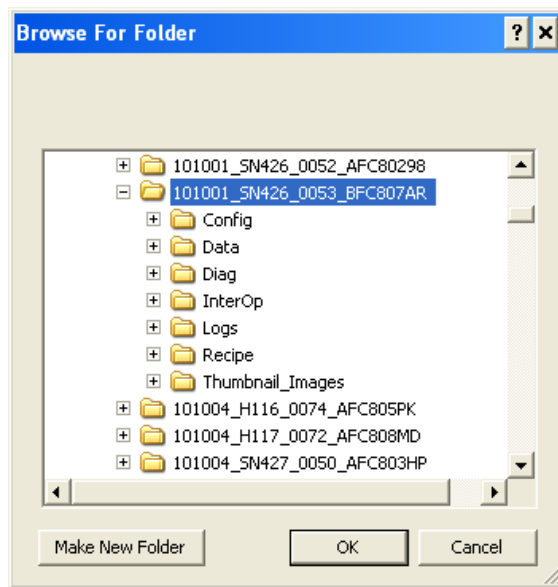 Browse For Folder
101001_SN426_0052_AFC80298
101001_SN426_0053_BFC807AR
Config
Data
Diag
InterOp
Logs
Recipe
Thumbnail_Images
101004_H116_0074_AFC805PK
101004_H117_0072_AFC808MD
101004_SN427_0050_AFC803HP
Make New Folder OK Cancel